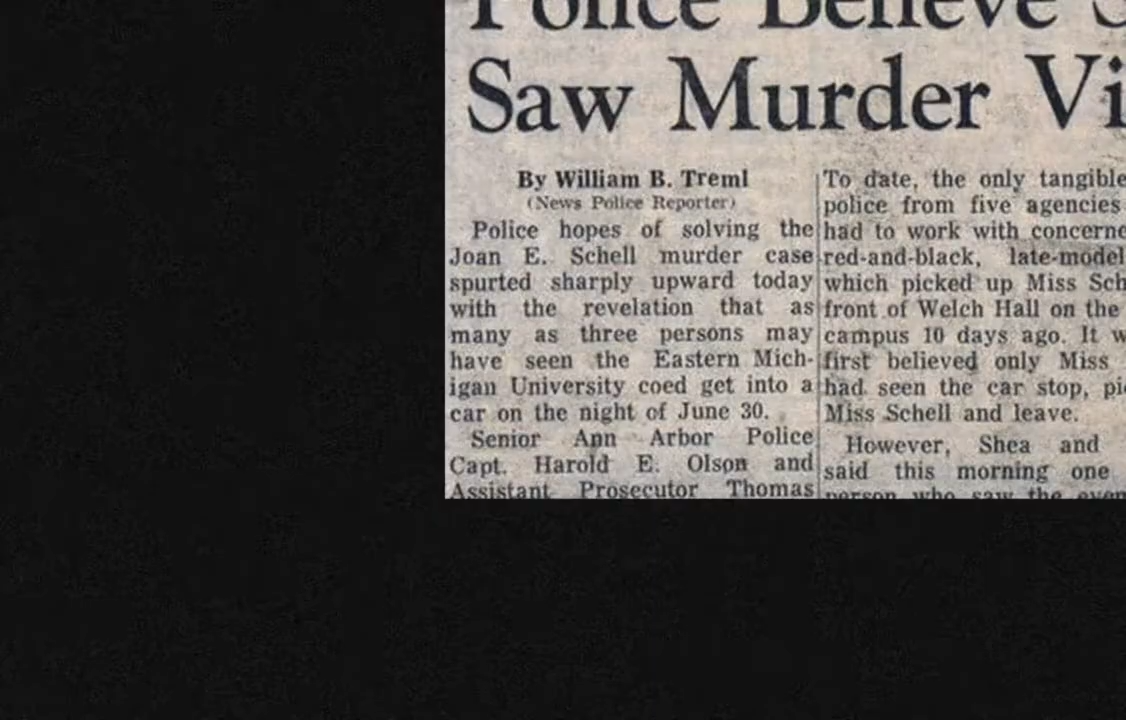 Police Believe
Saw Murder Vi
By William B. Treml
(News Police Reporter)
Police hopes of solving the
Joan E. Schell murder case
spurted sharply upward today
with the revelation that as
many as three persons may
have seen the Eastern Mich-
igan University coed get into a
car on the night of June 30.
Senior Ann Arbor Police
Capt. Harold E. Olson and
Assistant Prosecutor Thomas
To date, the only tangible
police from five agencies
had to work with concerne
red-and-black, late-model
which picked up Miss Sch
front of Welch Hall on the
campus 10 days ago. It w
first believed only Miss
had seen the car stop, pi
Miss Schell and leave.
However, Shea and
said this morning one
person who saw the even